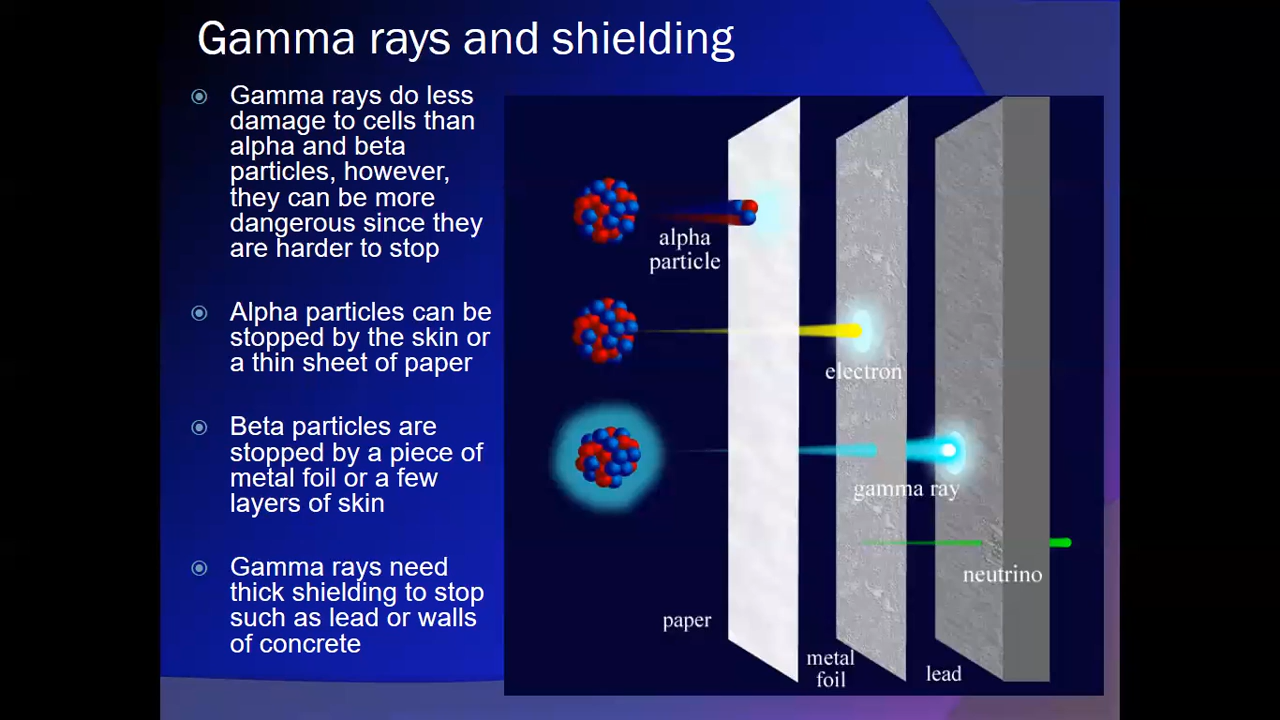 Gamma rays and shielding
Gamma rays do less
damage to cells than
alpha and beta
particles, however,
they can be more
dangerous since they
are harder to stop
Alpha particles can be
stopped by the skin or
a thin sheet of paper
Beta particles are
stopped by a piece of
metal foil or a few
layers of skin
Gamma rays need
thick shielding to stop
such as lead or walls
of concrete
alpha
particle
electron
gamma ray
neutrino
paper
metal
foil
lead